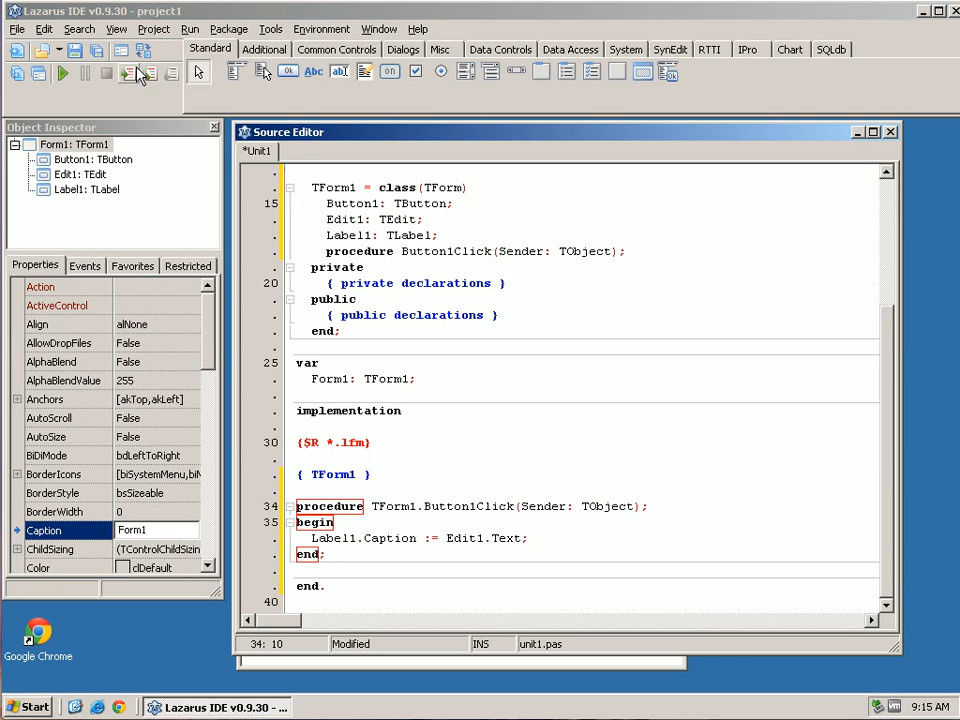 Lazarus IDE v0.9.30 - project1
File Edit Search View Project Run Package Tools Environment Window Help
Standard Additional Common Controls Dialogs Misc Data Controls Data Access System SynEdit RTTI IPro Chart SQLdb
Ok Abc ab on
Object Inspector
Form1: TForm1
Button1: TButton
Edit1: TEdit
Label1: TLabel
Properties Events Favorites Restricted
Action
ActiveControl
Align alNone
AllowDropFiles False
AlphaBlend False
AlphaBlendValue 255
Anchors [akTop,akLeft]
AutoScroll False
AutoSize False
BiDiMode bdLeftToRight
BorderIcons [biSystemMenu,biM
BorderStyle bsSizeable
BorderWidth 0
Caption Form1
ChildSizing (TControlChildSizin
Color clDefault
Source Editor
*Unit1
TForm1 = class(TForm)
15 Button1: TButton;
Edit1: TEdit;
Label1: TLabel;
procedure Button1Click(Sender: TObject);
private
20 { private declarations }
public
{ public declarations }
end;
25 var
Form1: TForm1;
implementation
30 {$R *.lfm}
{ TForm1 }
34 procedure TForm1.Button1Click(Sender: TObject);
35 begin
Label1.Caption := Edit1.Text;
end;
end.
40
34: 10 Modified INS unit1.pas
Google Chrome
Start Lazarus IDE v0.9.30 - ... 9:15 AM